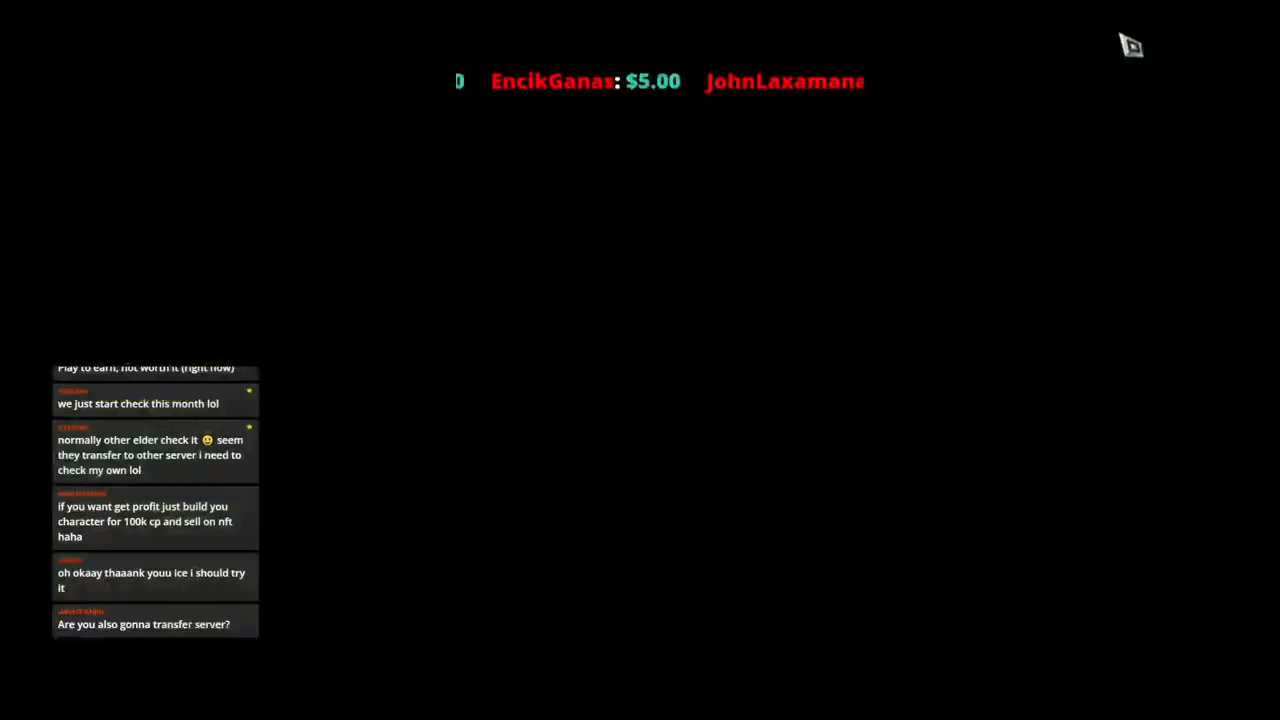 0 EncikGanas: $5.00 JohnLaxamana
Play to earn, not worth it (right now)
we just start check this month lol
normally other elder check it 😀 seem
they transfer to other server i need to
check my own lol
if you want get profit just build you
character for 100k cp and sell on nft
haha
oh okaay thaaank youu ice i should try
it
Are you also gonna transfer server?